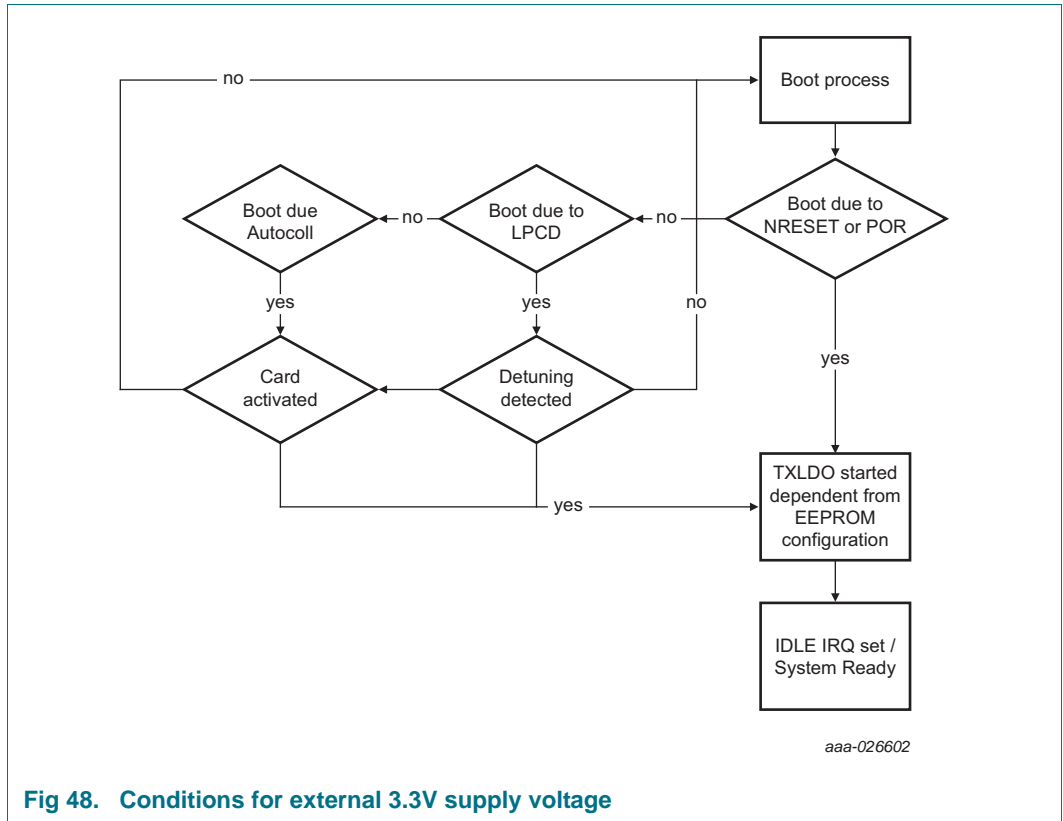 no
Boot process
Boot due
Autocoll
no
Boot due to
LPCD
no
Boot due to
NRESET or POR
yes
yes
no
yes
Card
activated
Detuning
detected
yes
TXLDO started
dependent from
EEPROM
configuration
IDLE IRQ set /
System Ready
aaa-026602
Fig 48. Conditions for external 3.3V supply voltage